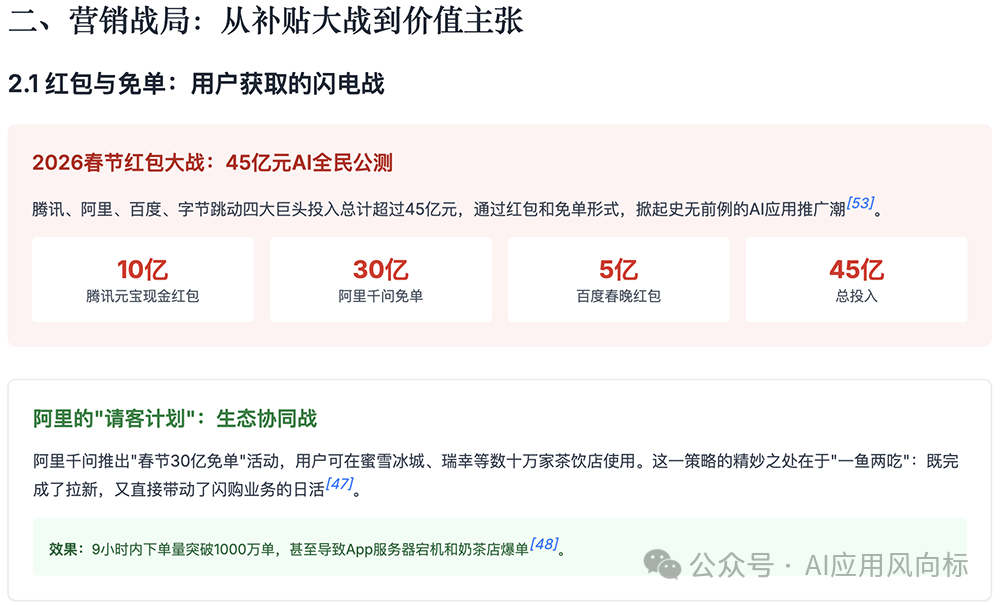 二、营销战局：从补贴大战到价值主张
2.1 红包与免单：用户获取的闪电战
2026春节红包大战：45亿元AI全民公测
腾讯、阿里、百度、字节跳动四大巨头投入总计超过45亿元，通过红包和免单形式，掀起史无前例的AI应用推广潮[53]。
10亿
腾讯元宝现金红包
30亿
阿里千问免单
5亿
百度春晚红包
45亿
总投入
阿里的"请客计划"：生态协同战
阿里千问推出"春节30亿免单"活动，用户可在蜜雪冰城、瑞幸等数十万家茶饮店使用。这一策略的精妙之处在于"一鱼两吃"：既完
成了拉新，又直接带动了闪购业务的日活[47]。
效果：9小时内下单量突破1000万单，甚至导致App服务器宕机和奶茶店爆单[48]。
公众号 · AI应用风向标